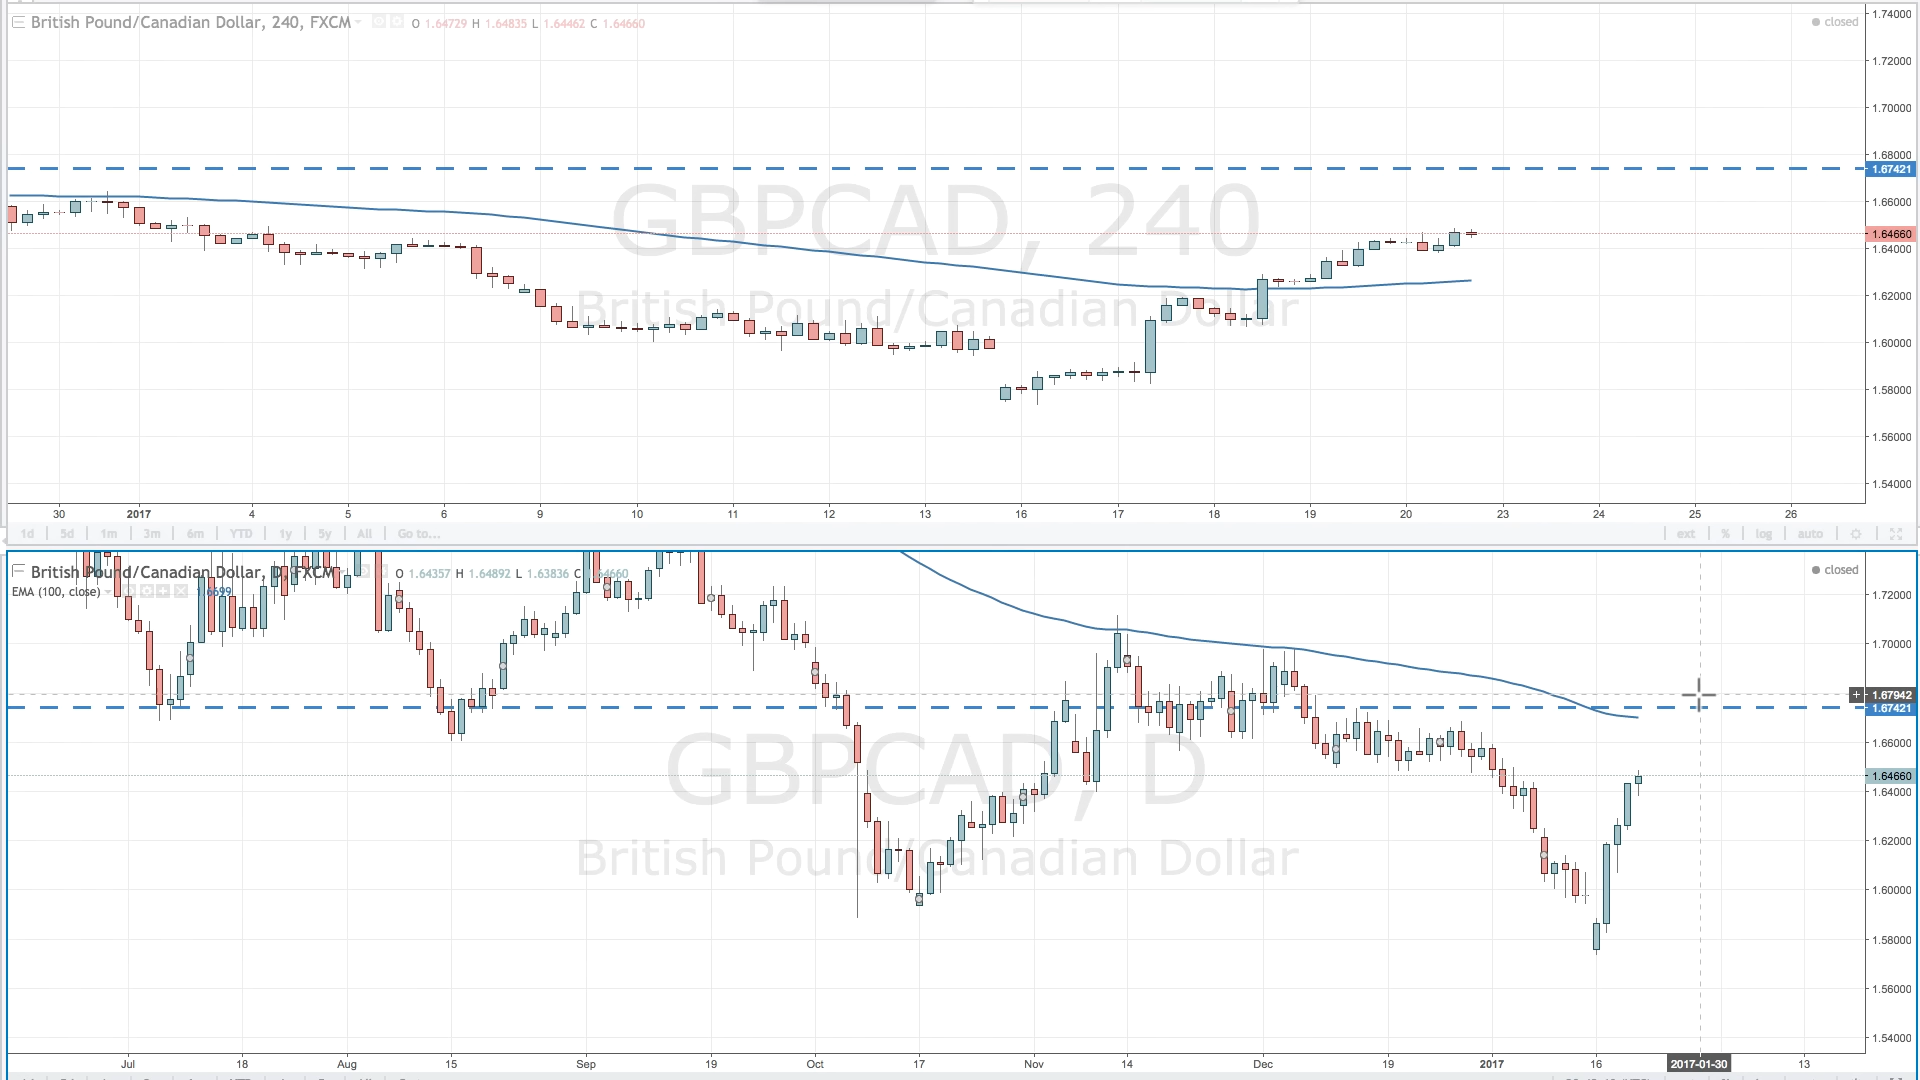 British Pound/Canadian Dollar, 240, FXCM O 1.64729 H 1.64835 L 1.64462 C 1.64660
closed
1.74000
1.72000
1.70000
1.68000
1.67421
1.66000
1.64660
1.64000
1.62000
1.60000
1.58000
1.56000
1.54000
GBPCAD, 240
British Pound/Canadian Dollar
30 2017 4 5 6 9 10 11 12 13 16 17 18 19 20 23 24 25 26
1d 5d 1m 3m 6m YTD 1y 5y All Go to... ext % log auto
British Pound/Canadian Dollar, D, FXCM O 1.64357 H 1.64892 L 1.63836 C 1.64660
closed
EMA (100, close)
1.72000
1.70000
+ 1.67942
1.67421
1.66000
1.64660
1.64000
1.62000
1.60000
1.58000
1.56000
1.54000
GBPCAD, D
British Pound/Canadian Dollar
Jul 18 Aug 15 Sep 19 Oct 17 Nov 14 Dec 19 2017 16 2017-01-30 13